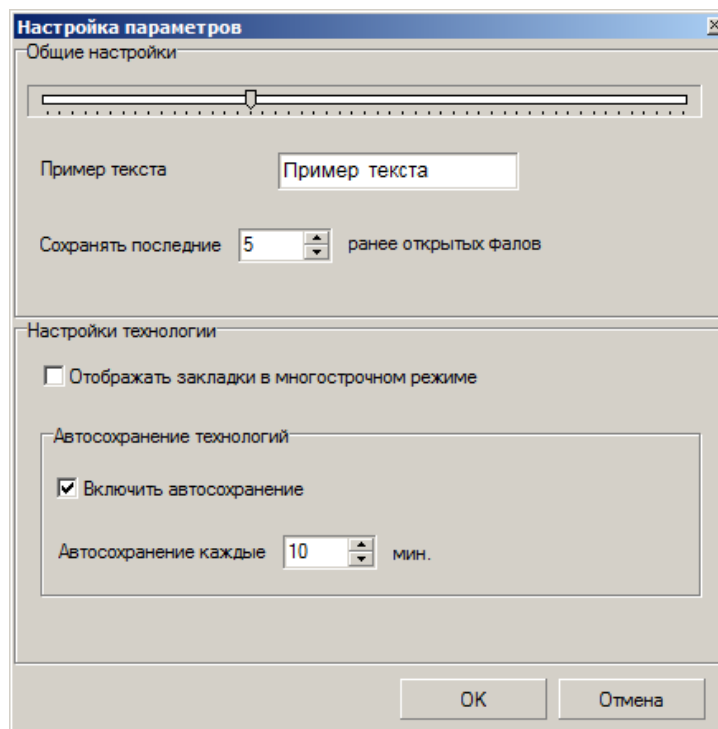 Настройка параметров
Общие настройки
Пример текста Пример текста
Сохранять последние 5 ранее открытых фалов
Настройки технологии
Отображать закладки в многострочном режиме
Автосохранение технологий
Включить автосохранение
Автосохранение каждые 10 мин.
OK Отмена